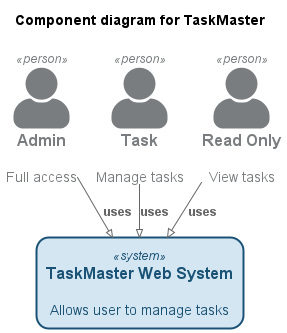 Component diagram for TaskMaster
«person» «person» «person»
Admin Task Read Only
Full access Manage tasks View tasks
uses uses uses
«system»
TaskMaster Web System
Allows user to manage tasks